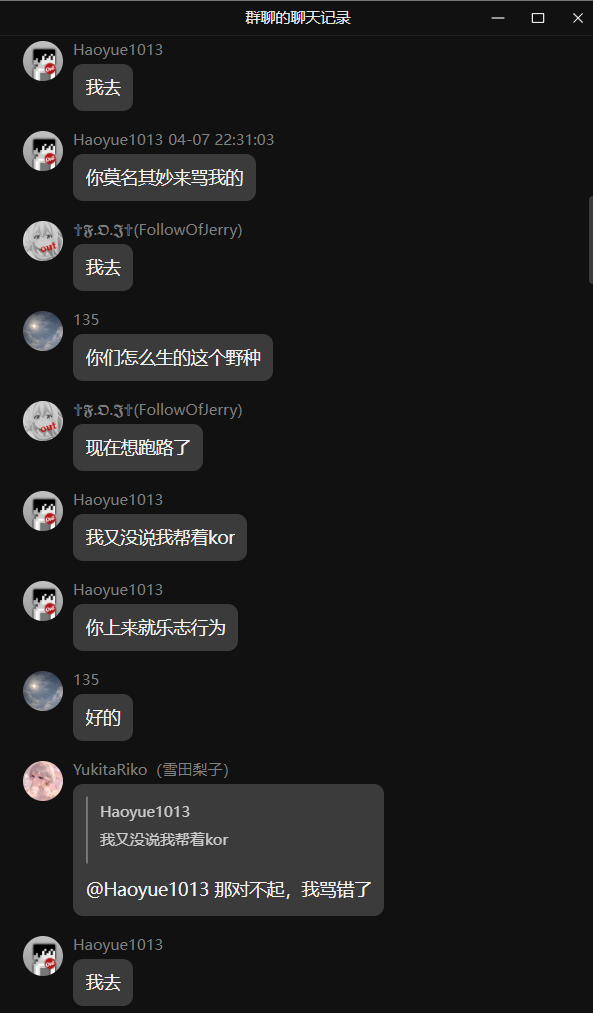 群聊的聊天记录
Haoyue1013
我去
Haoyue1013 04-07 22:31:03
你莫名其妙来骂我的
✝𝕱.𝕺.𝕵✝(FollowOfJerry)
我去
135
你们怎么生的这个野种
✝𝕱.𝕺.𝕵✝(FollowOfJerry)
现在想跑路了
Haoyue1013
我又没说我帮着kor
Haoyue1013
你上来就乐志行为
135
好的
YukitaRiko（雪田梨子）
Haoyue1013
我又没说我帮着kor
@Haoyue1013 那对不起，我骂错了
Haoyue1013
我去